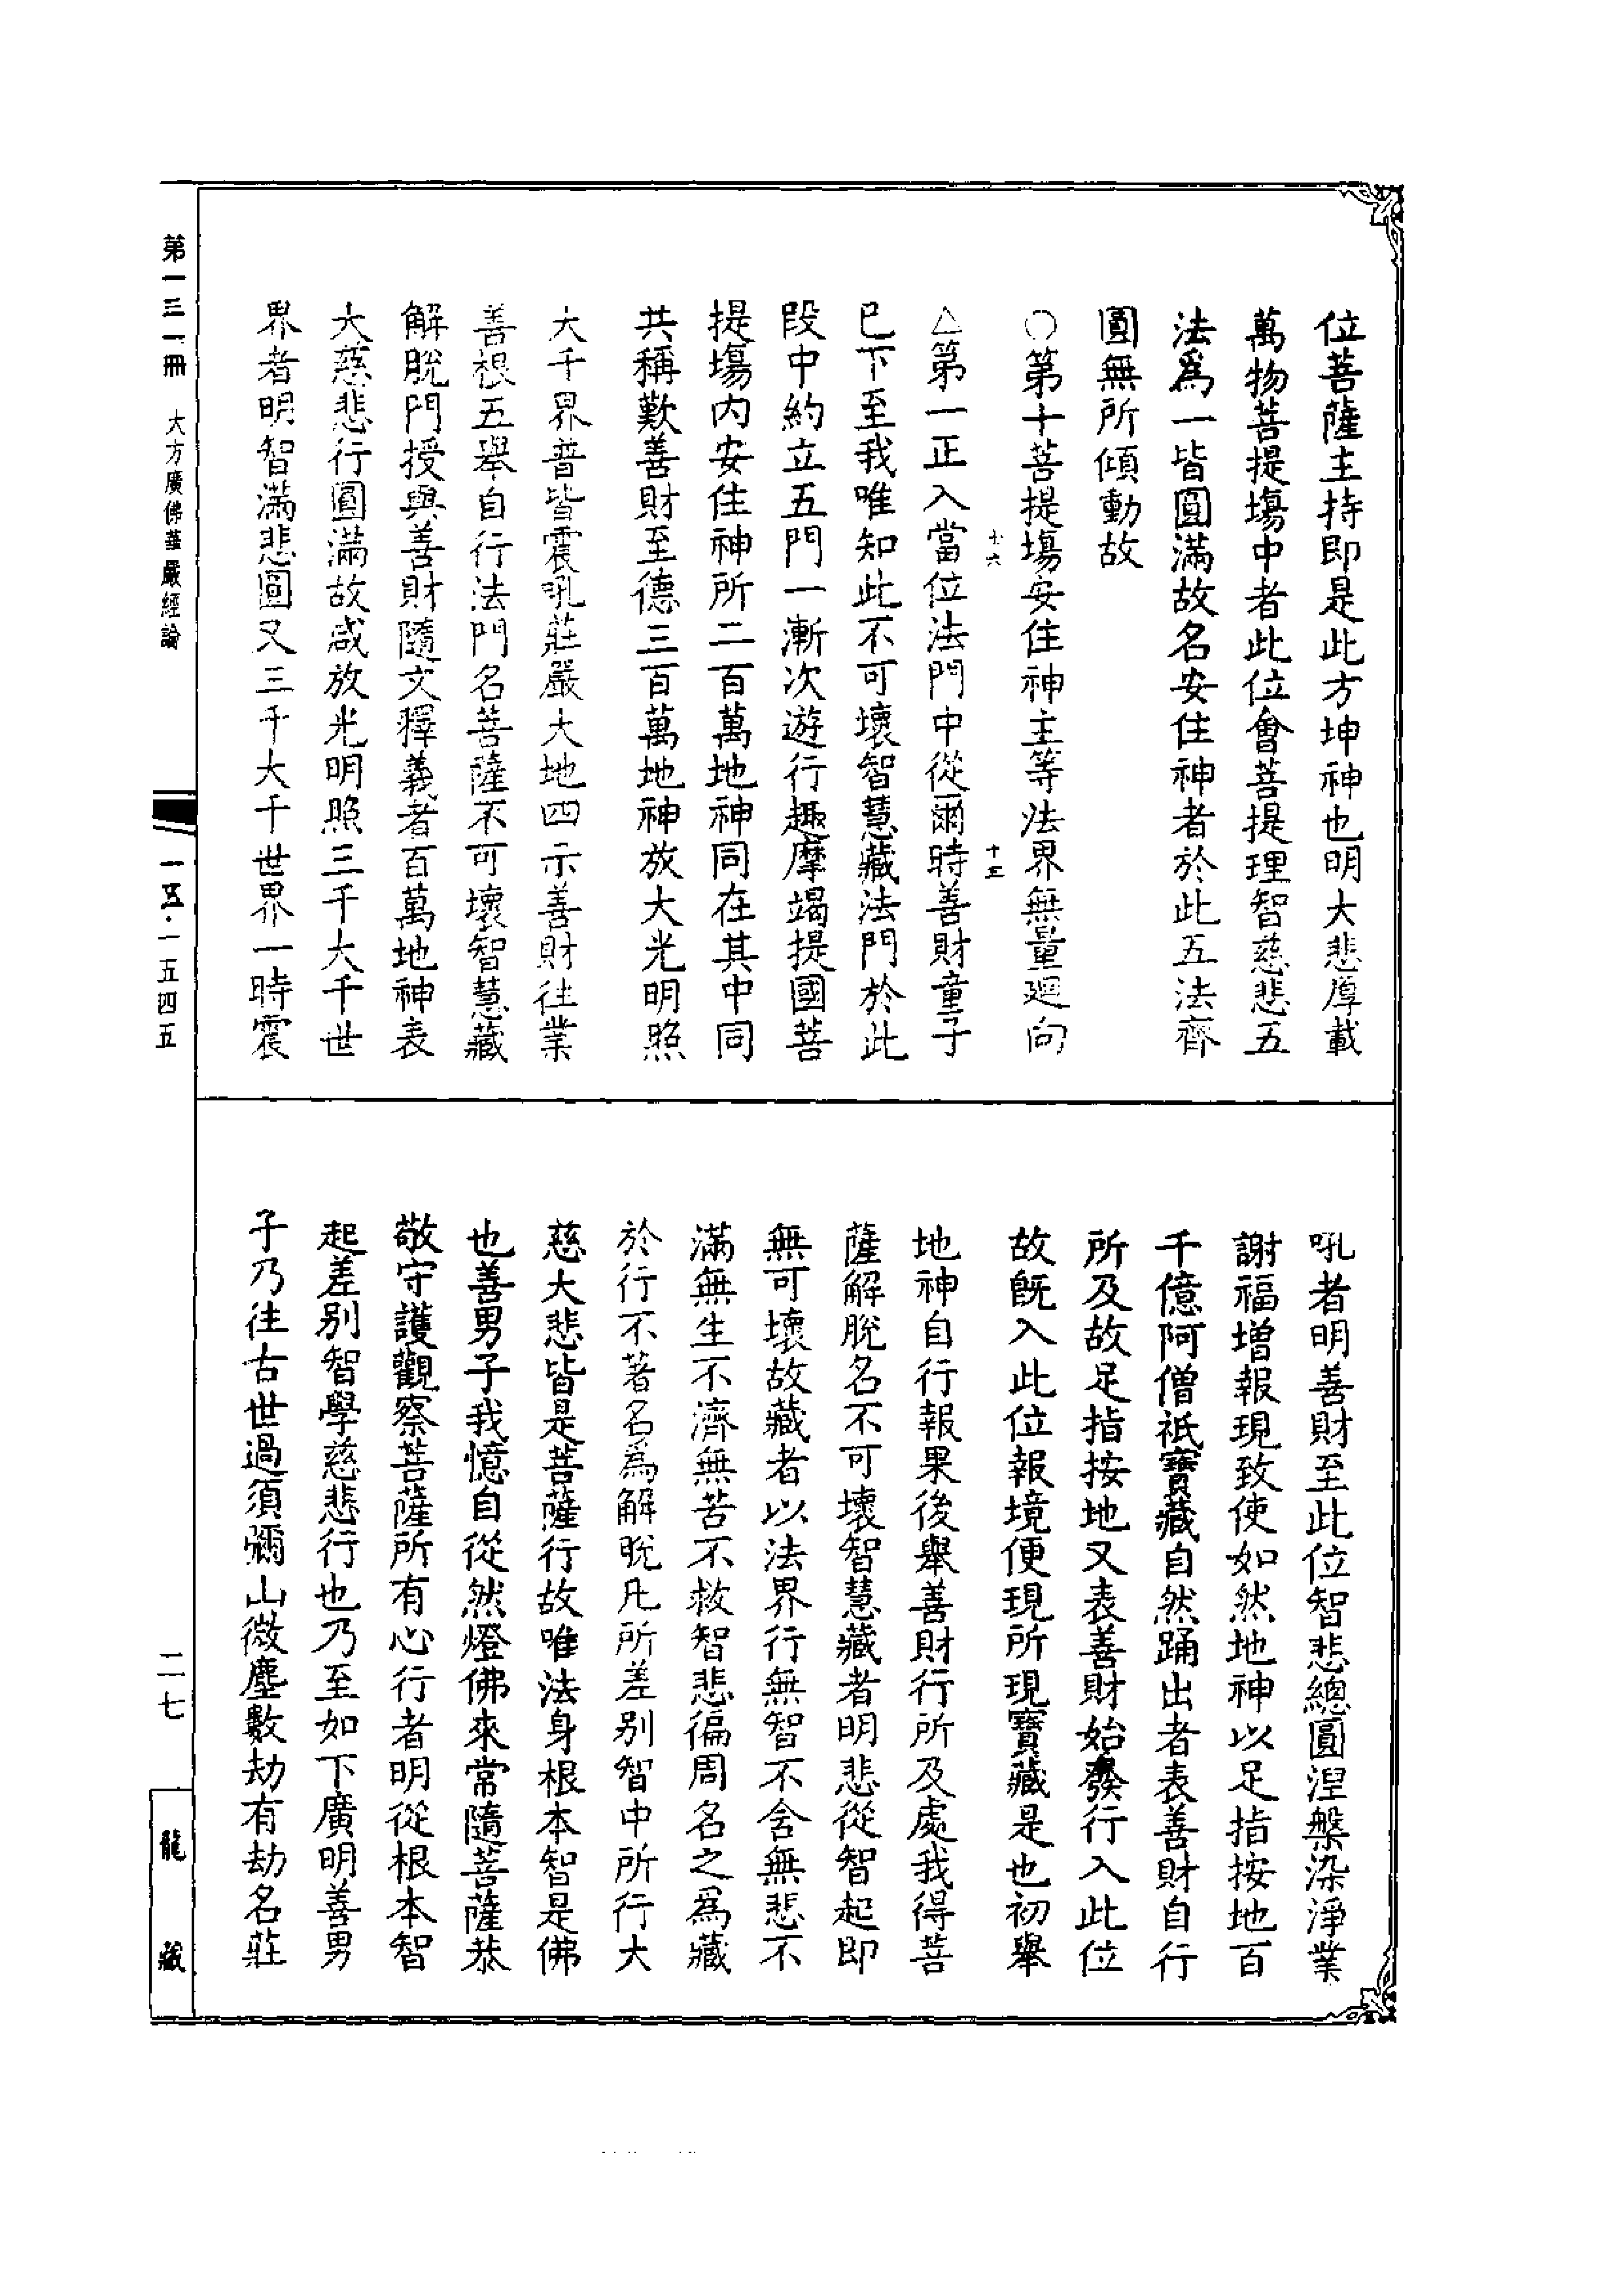 位菩薩主持即是此方坤神也明大悲厚載
萬物菩提場中者此位會菩提理智慈悲五
法為一皆圓滿故名安住神者於此五法齊
圓無所傾動故
○第十菩提場安住神主等法界無量迴向
十五
△第一正入當位法門中從爾時善財童子
已下至我唯知此不可壞智慧藏法門於此
段中約立五門一漸次遊行趣摩竭提國菩
提場內安住神所二百萬地神同在其中同
共稱歎善財至德三百萬地神放大光明照
大千界普皆震吼莊嚴大地四示善財往業
善根五舉自行法門名菩薩不可壞智慧藏
解脫門授與善財隨文釋義者百萬地神表
大慈悲行圓滿故咸放光明照三千大千世
界者明智滿悲圓又三千大千世界一時震
吼者明善財至此位智悲總圓涅槃染淨業
謝福增報現致使如然地神以足指按地百
千億阿僧祇寶藏自然踊出者表善財自行
所及故足指按地又表善財始發行入此位
故既入此位報境便現所現寶藏是也初舉
地神自行報果後舉善財行所及處我得菩
薩解脫名不可壞智慧藏者明悲從智起即
無可壞故藏者以法界行無智不含無悲不
滿無生不濟無苦不救智悲徧周名之為藏
於行不著名為解脫凡所差別智中所行大
慈大悲皆是菩薩行故唯法身根本智是佛
也善男子我憶自從然燈佛來常隨菩薩恭
敬守護觀察菩薩所有心行者明從根本智
起差別智學慈悲行也乃至如下廣明善男
子乃往古世過須彌山微塵數劫有劫名莊
第一三一冊 大方廣佛華嚴經論
一五·一五四五
二七
龍藏